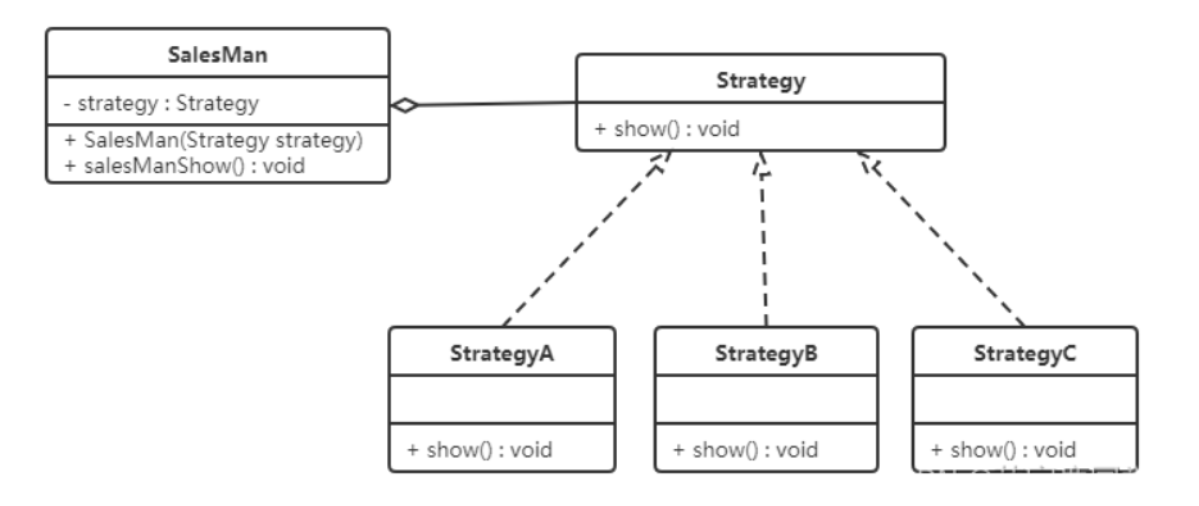 SalesMan
- strategy : Strategy
+ SalesMan(Strategy strategy)
+ salesManShow() : void
Strategy
+ show() : void
StrategyA
+ show() : void
StrategyB
+ show() : void
StrategyC
+ show() : void